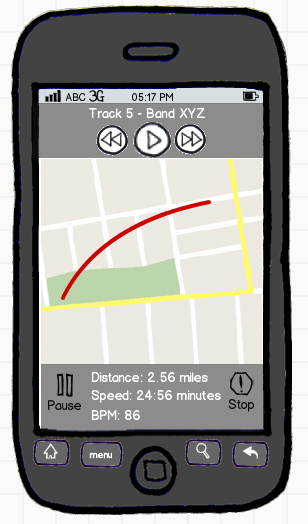 ABC 3G 05:17 PM
Track 5 - Band XYZ
Distance: 2.56 miles
Speed: 24:56 minutes
BPM: 86
Pause
Stop
menu